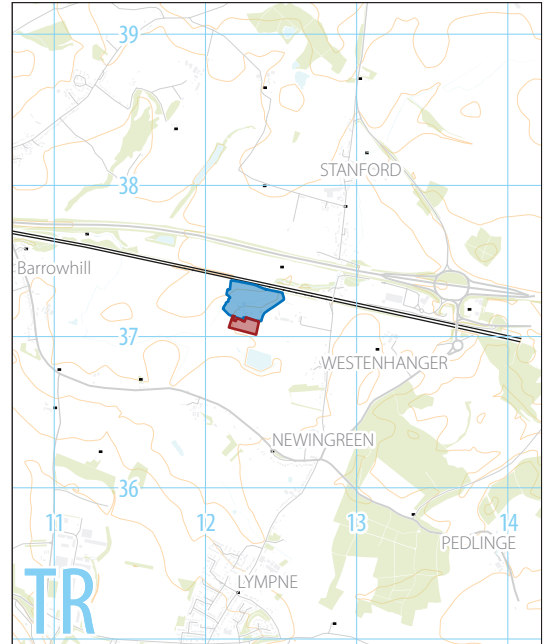 39
38
STANFORD
Barrowhill
37
WESTENHANGER
NEWINGREEN
36
11
12
13
14
PEDLINGE
TR
LYMPNE